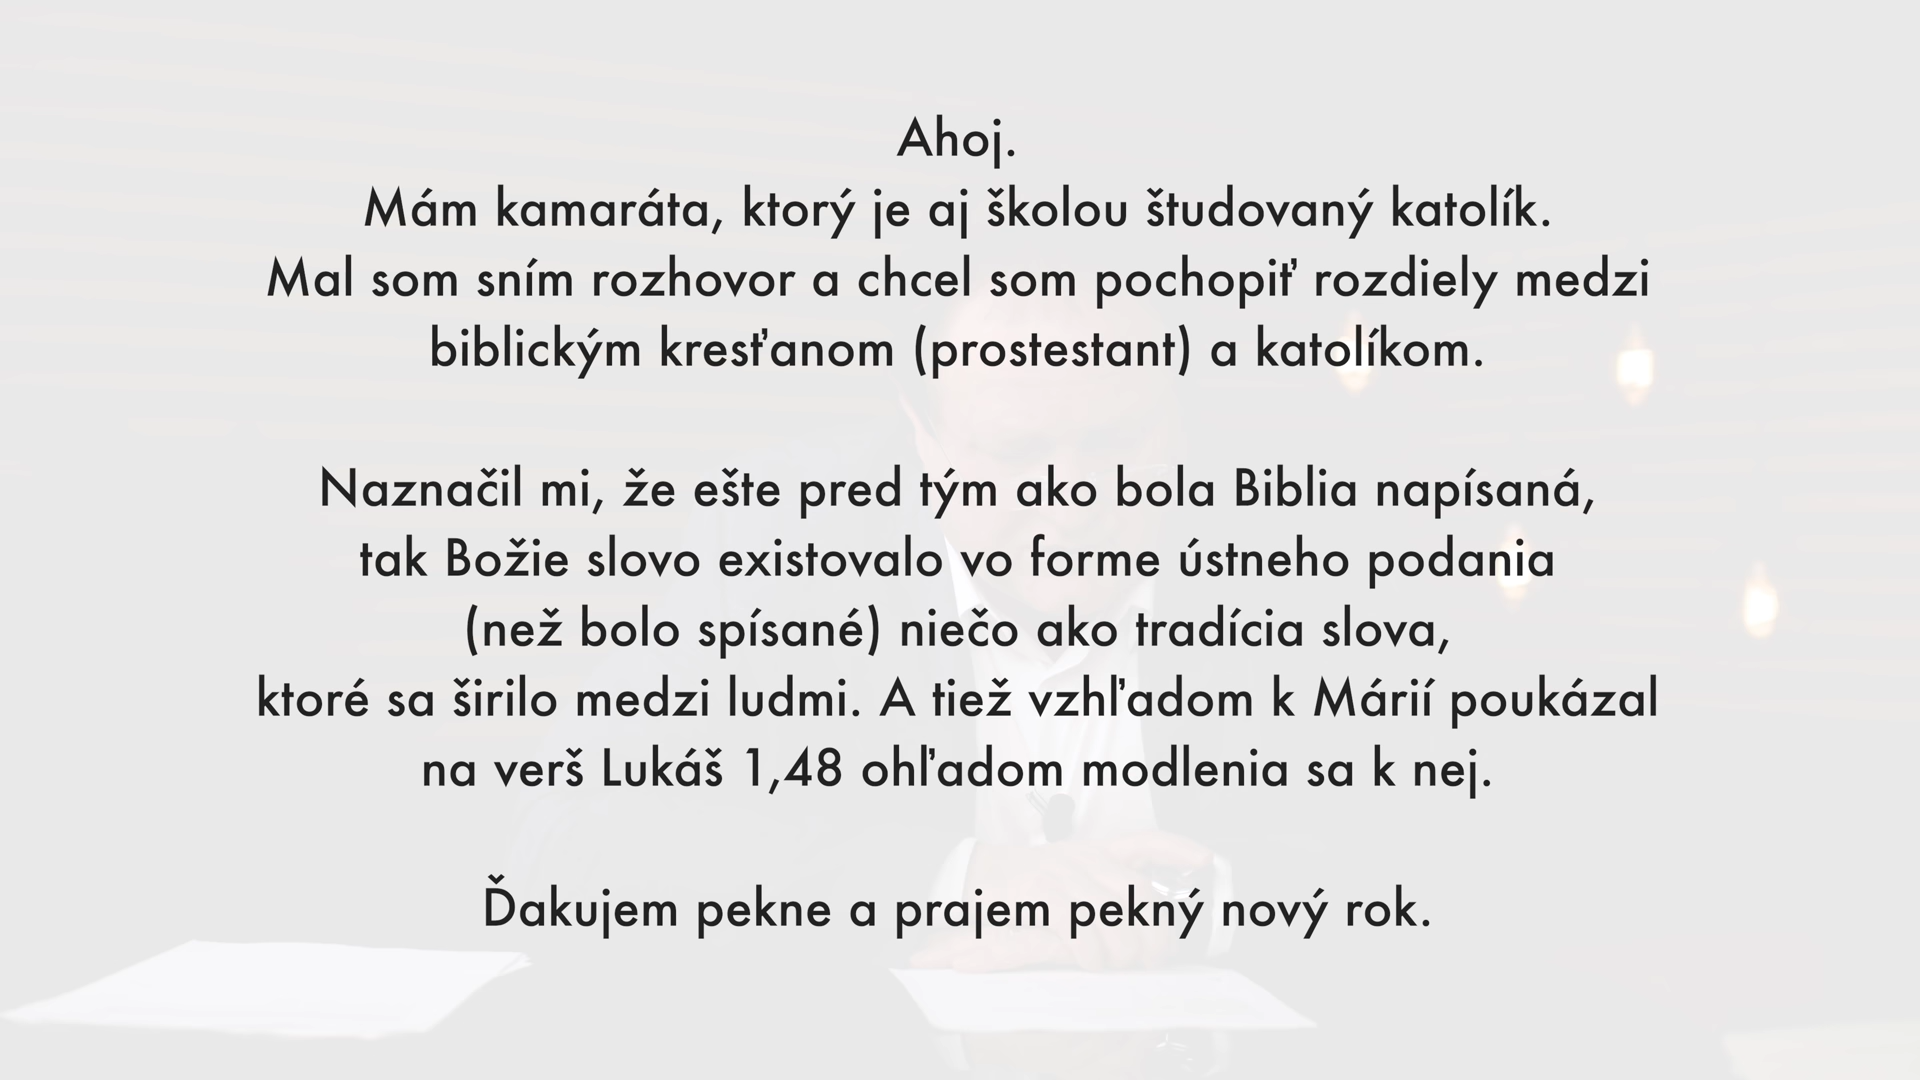 Ahoj.
Mám kamaráta, ktorý je aj školou študovaný katolík.
Mal som sním rozhovor a chcel som pochopiť rozdiely medzi
biblickým kresťanom (prostestant) a katolíkom.
Naznačil mi, že ešte pred tým ako bola Biblia napísaná,
tak Božie slovo existovalo vo forme ústneho podania
(než bolo spísané) niečo ako tradícia slova,
ktoré sa širilo medzi ludmi. A tiež vzhľadom k Márií poukázal
na verš Lukáš 1,48 ohľadom modlenia sa k nej.
Ďakujem pekne a prajem pekný nový rok.